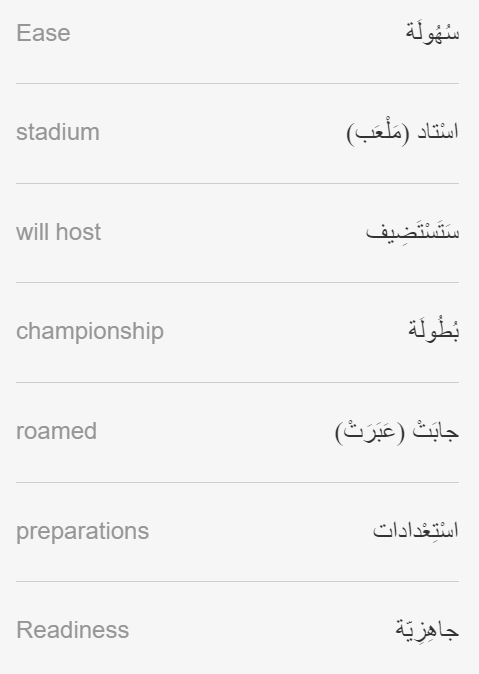 Ease سُهُولَة
stadium اسْتاد (مَلْعَب)
will host سَتَسْتَضِيف
championship بُطُولَة
roamed جابَتْ (عَبَرَتْ)
preparations اسْتِعْدادات
Readiness جاهِزِيّة